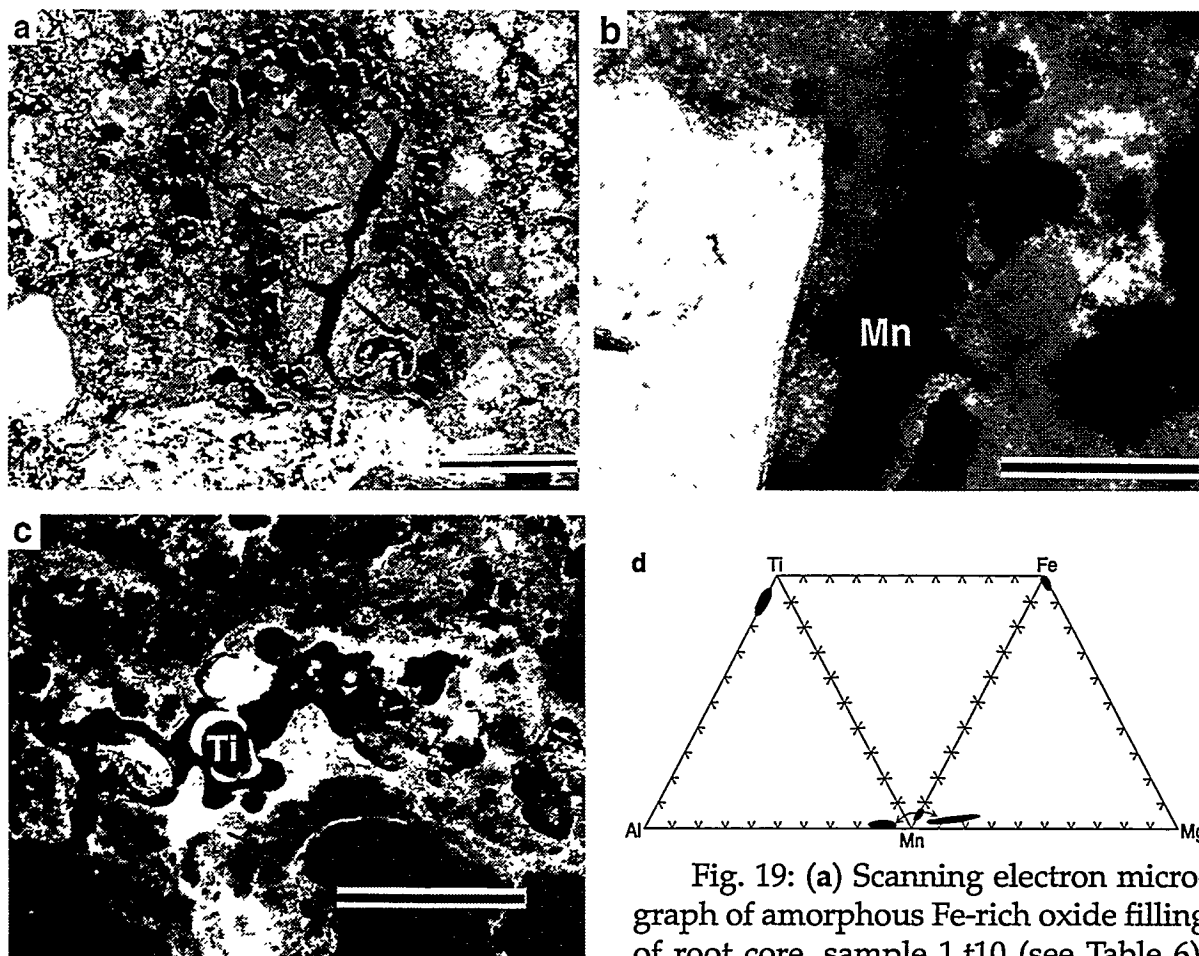 a
Fe
b
Mn
c
Ti
d
Ti Fe
Al Mn Mg
Fig. 19: (a) Scanning electron micro-
graph of amorphous Fe-rich oxide filling
of root core, sample 1.t10 (see Table 6)